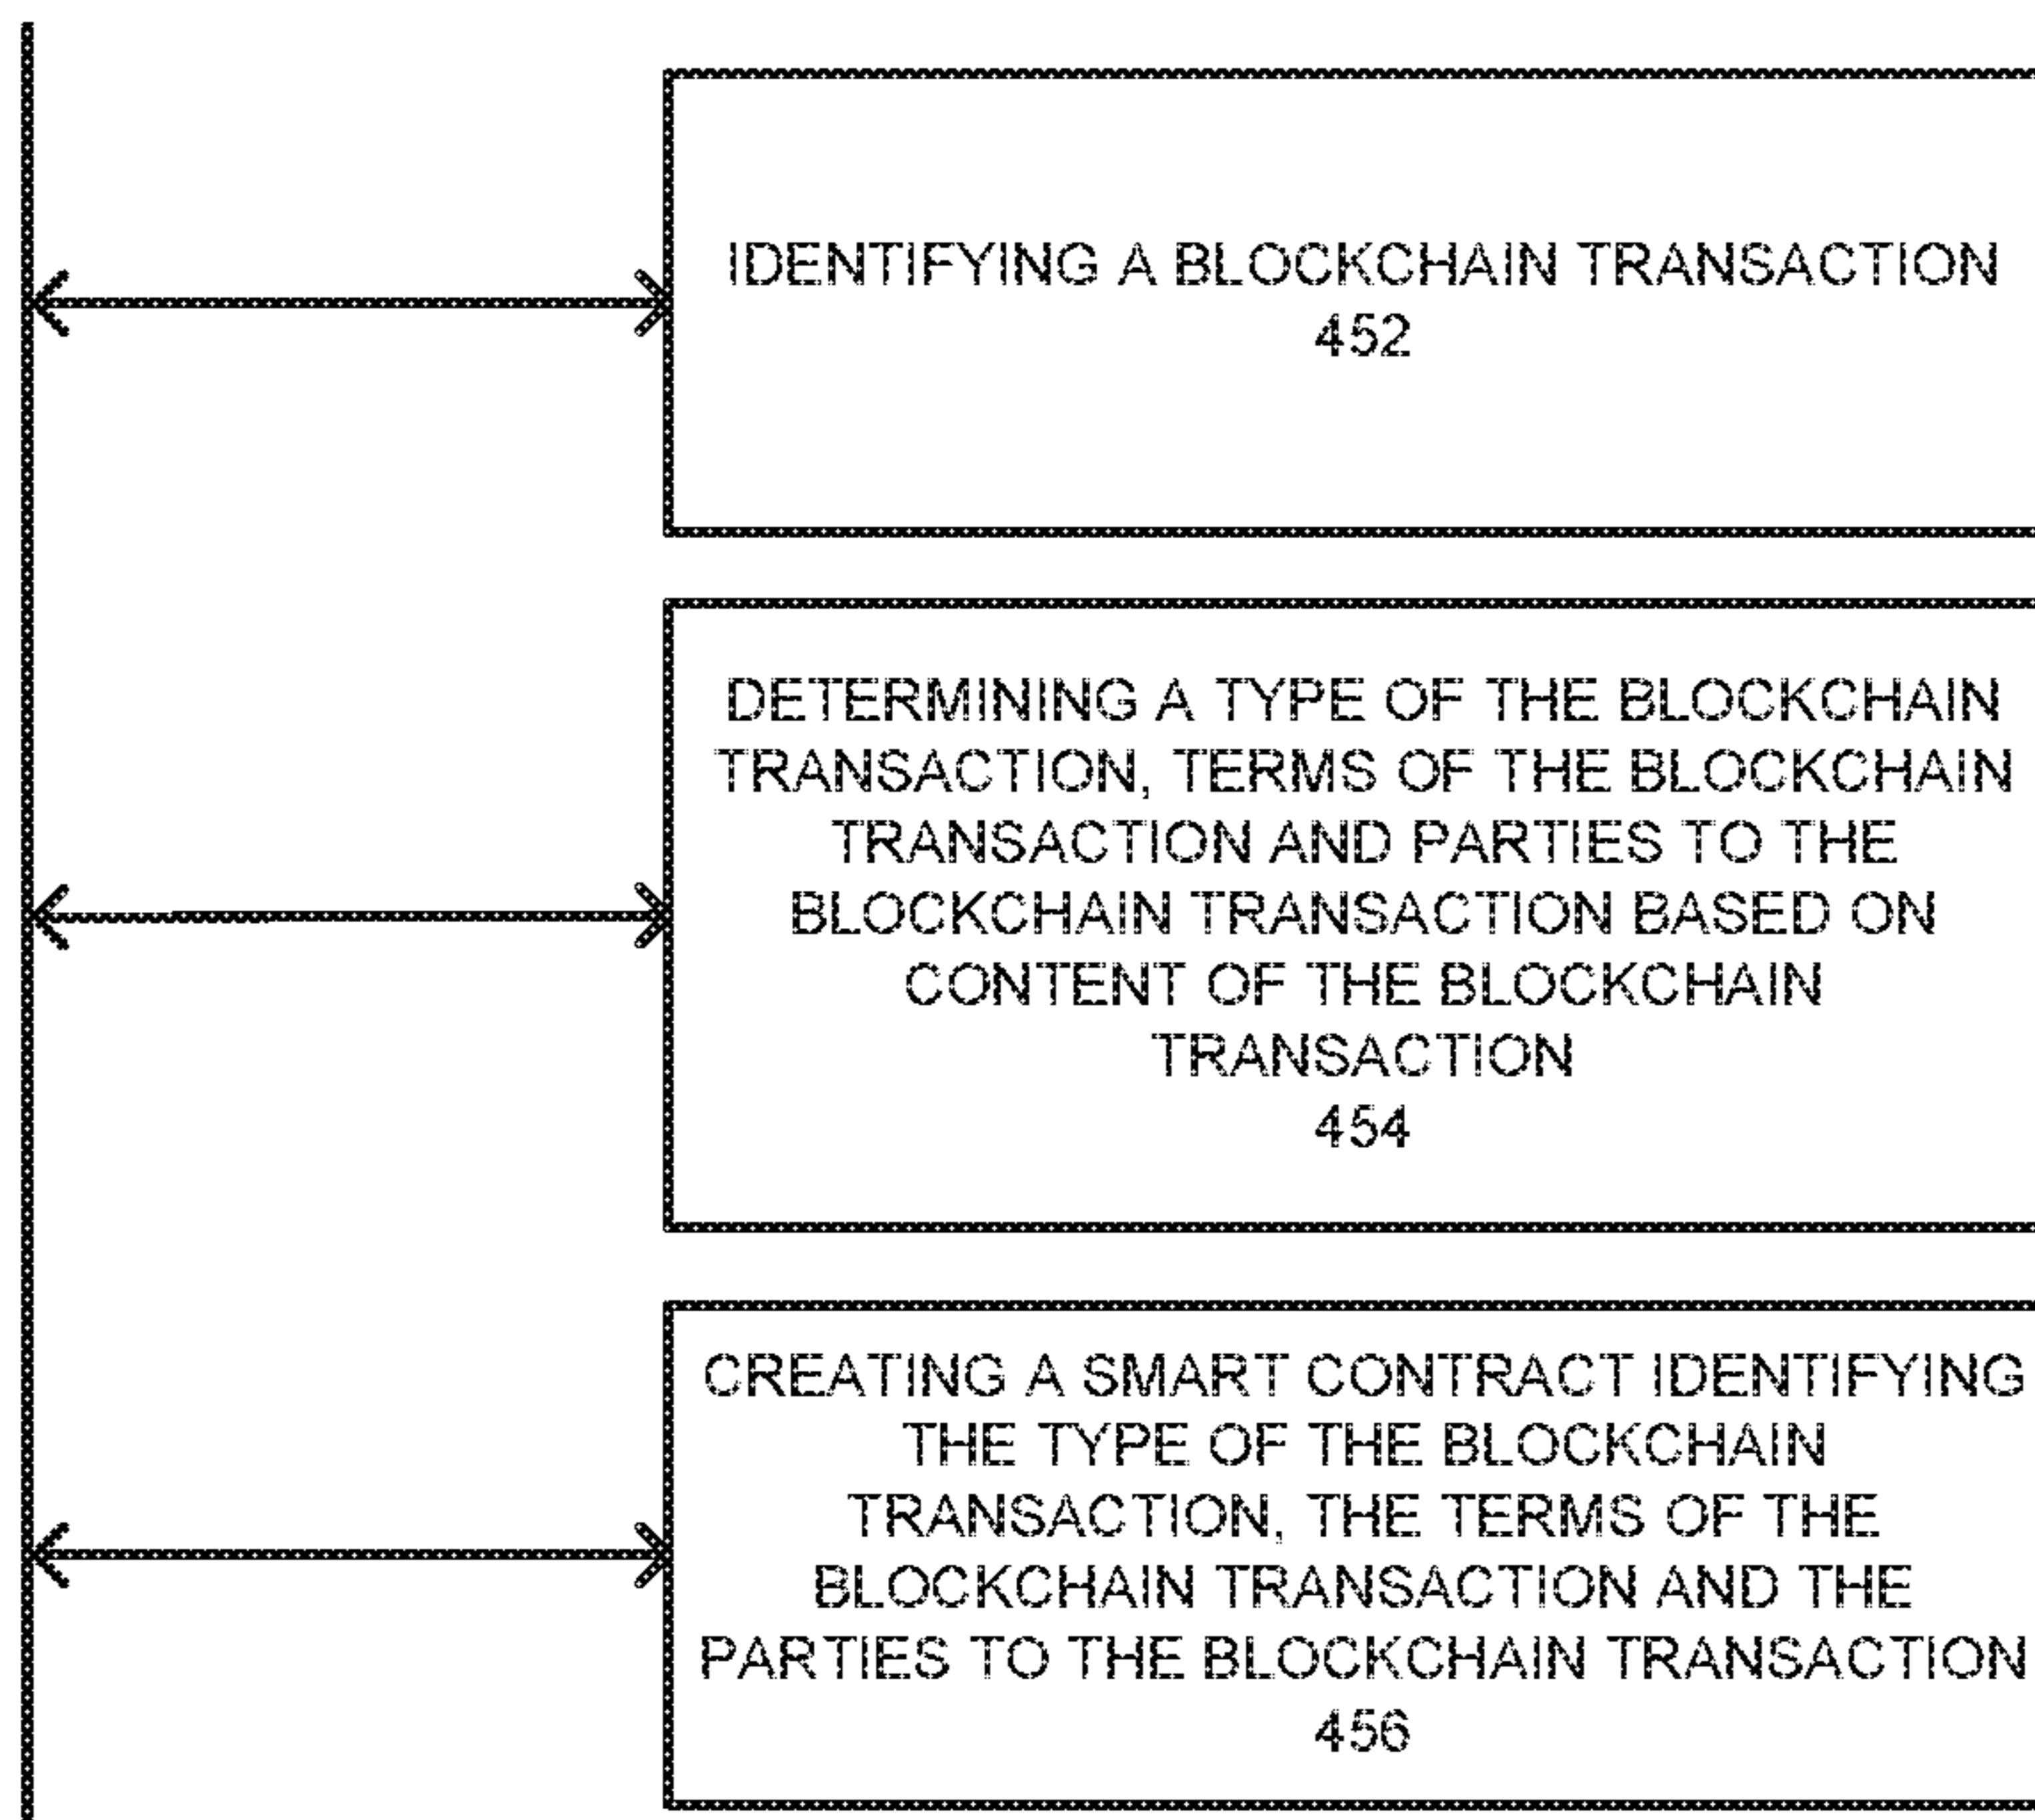 IDENTIFYING A BLOCKCHAIN TRANSACTION
452
DETERMINING A TYPE OF THE BLOCKCHAIN
TRANSACTION, TERMS OF THE BLOCKCHAIN
TRANSACTION AND PARTIES TO THE
BLOCKCHAIN TRANSACTION BASED ON
CONTENT OF THE BLOCKCHAIN
TRANSACTION
454
CREATING A SMART CONTRACT IDENTIFYING
THE TYPE OF THE BLOCKCHAIN
TRANSACTION, THE TERMS OF THE
BLOCKCHAIN TRANSACTION AND THE
PARTIES TO THE BLOCKCHAIN TRANSACTION
456